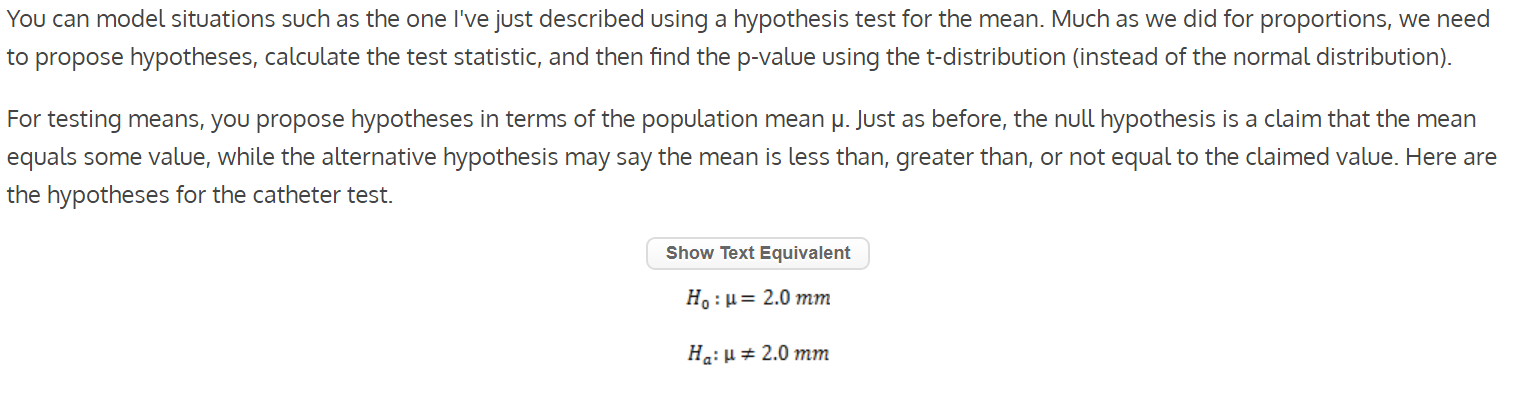 You can model situations such as the one I've just described using a hypothesis test for the mean. Much as we did for proportions, we need
to propose hypotheses, calculate the test statistic, and then find the p-value using the t-distribution (instead of the normal distribution).
For testing means, you propose hypotheses in terms of the population mean µ. Just as before, the null hypothesis is a claim that the mean
equals some value, while the alternative hypothesis may say the mean is less than, greater than, or not equal to the claimed value. Here are
the hypotheses for the catheter test.
Show Text Equivalent
H₀ : µ = 2.0 mm
Hₐ: µ ≠ 2.0 mm